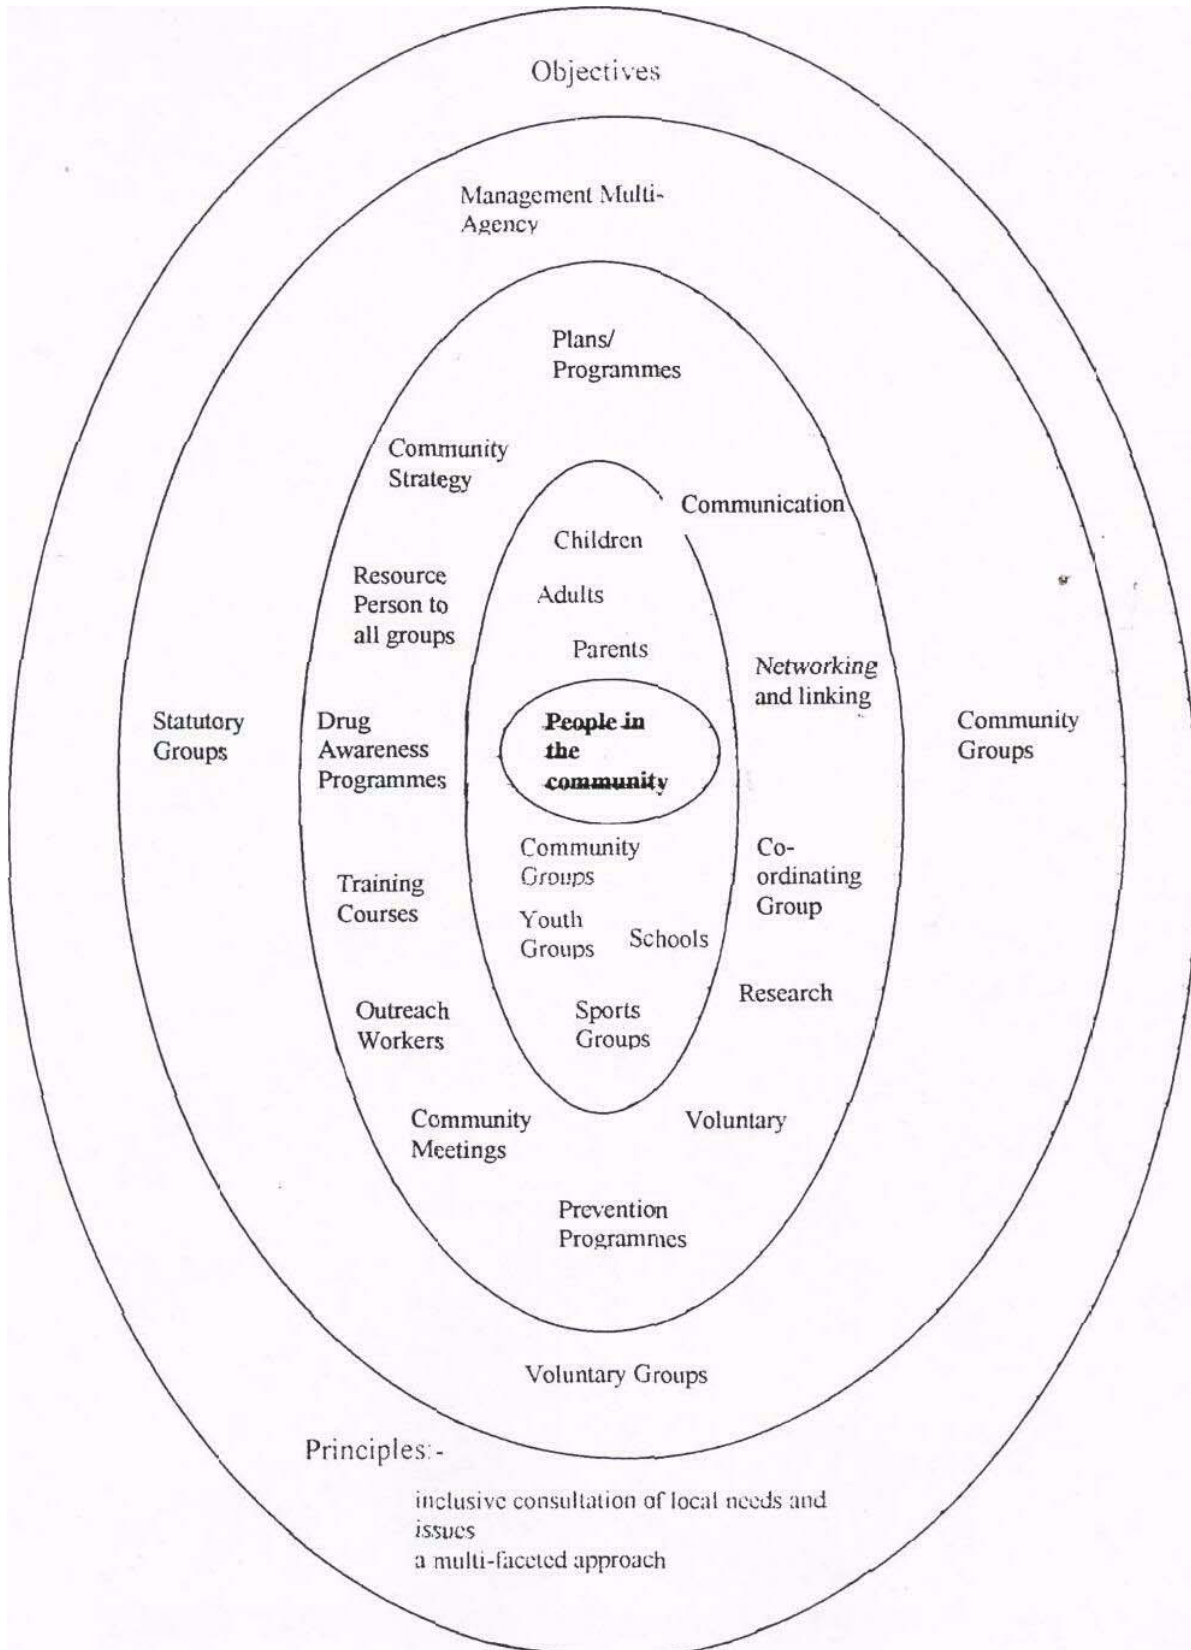 Objectives
Management Multi-
Agency
Plans/
Programmes
Community
Strategy
Communication
Children
Resource
Person to
all groups
Adults
Parents
Networking
and linking
Statutory
Groups
Drug
Awareness
Programmes
People in
the
community
Community
Groups
Community
Groups
Co-
ordinating
Group
Training
Courses
Youth
Groups
Schools
Research
Outreach
Workers
Sports
Groups
Community
Meetings
Voluntary
Prevention
Programmes
Voluntary Groups
Principles:-
inclusive consultation of local needs and
issues
a multi-faceted approach